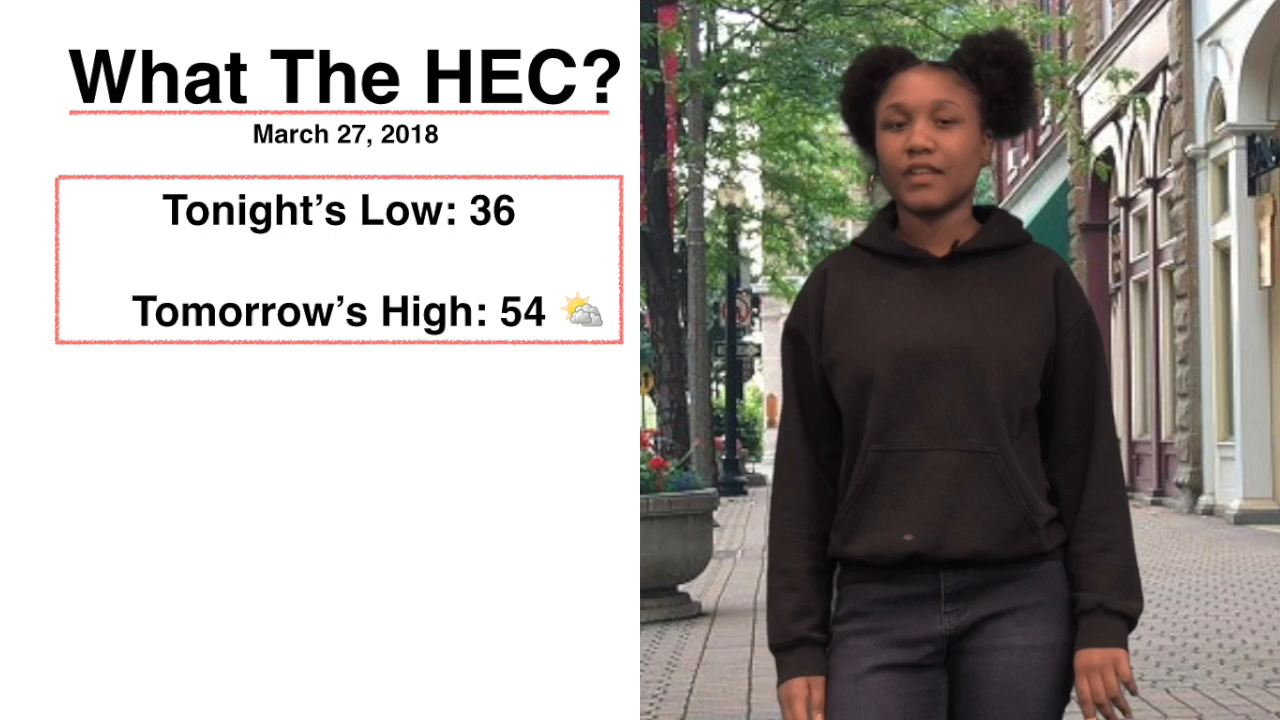 What The HEC?
March 27, 2018
Tonight’s Low: 36
Tomorrow’s High: 54